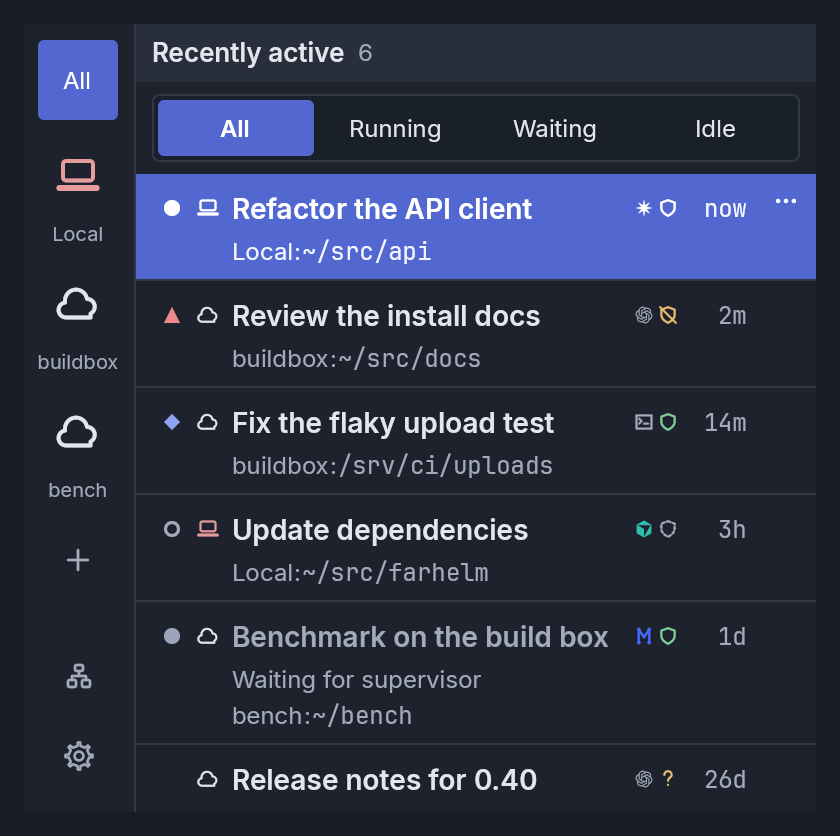 All
Local
buildbox
bench
Recently active 6
All Running Waiting Idle
Refactor the API client now
Local:~/src/api
Review the install docs 2m
buildbox:~/src/docs
Fix the flaky upload test 14m
buildbox:/srv/ci/uploads
Update dependencies 3h
Local:~/src/farhelm
Benchmark on the build box 1d
Waiting for supervisor
bench:~/bench
Release notes for 0.40 ? 26d